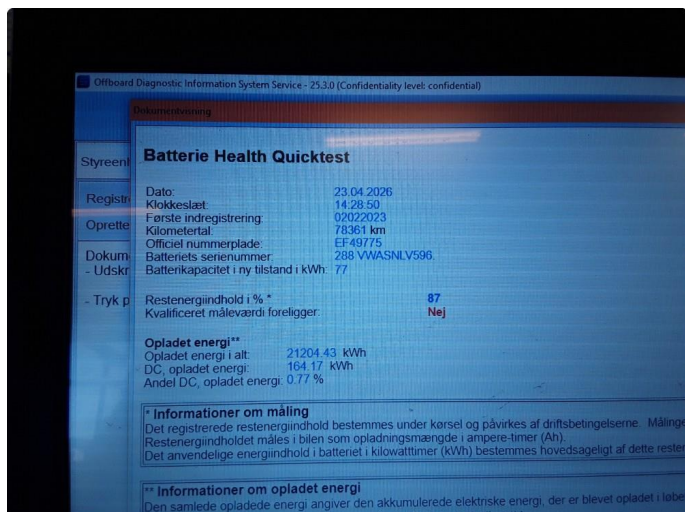 Offboard Diagnostic Information System Service - 25.3.0 (Confidentiality level: confidential)
Dokumentvisning
Styreenh
Registr
Oprette
Dokum
- Udskr
- Tryk p
Batterie Health Quicktest
Dato: 23.04.2026
Klokkeslæt: 14:28:50
Første indregistrering: 02022023
Kilometertal: 78361 km
Officiel nummerplade: EF49775
Batteriets serienummer: 288 VWASNLV596.
Batterikapacitet i ny tilstand i kWh: 77
Restenergiindhold i % * 87
Kvalificeret måleværdi foreligger: Nej
Opladet energi**
Opladet energi i alt: 21204.43 kWh
DC, opladet energi: 164.17 kWh
Andel DC, opladet energi: 0.77 %
* Informationer om måling
Det registrerede restenergiindhold bestemmes under kørsel og påvirkes af driftsbetingelserne. Målinge
Restenergiindholdet måles i bilen som opladningsmængde i ampere-timer (Ah).
Det anvendelige energiindhold i batteriet i kilowatttimer (kWh) bestemmes hovedsageligt af dette rester
** Informationer om opladet energi
Den samlede opladede energi angiver den akkumulerede elektriske energi, der er blevet opladet i løbe